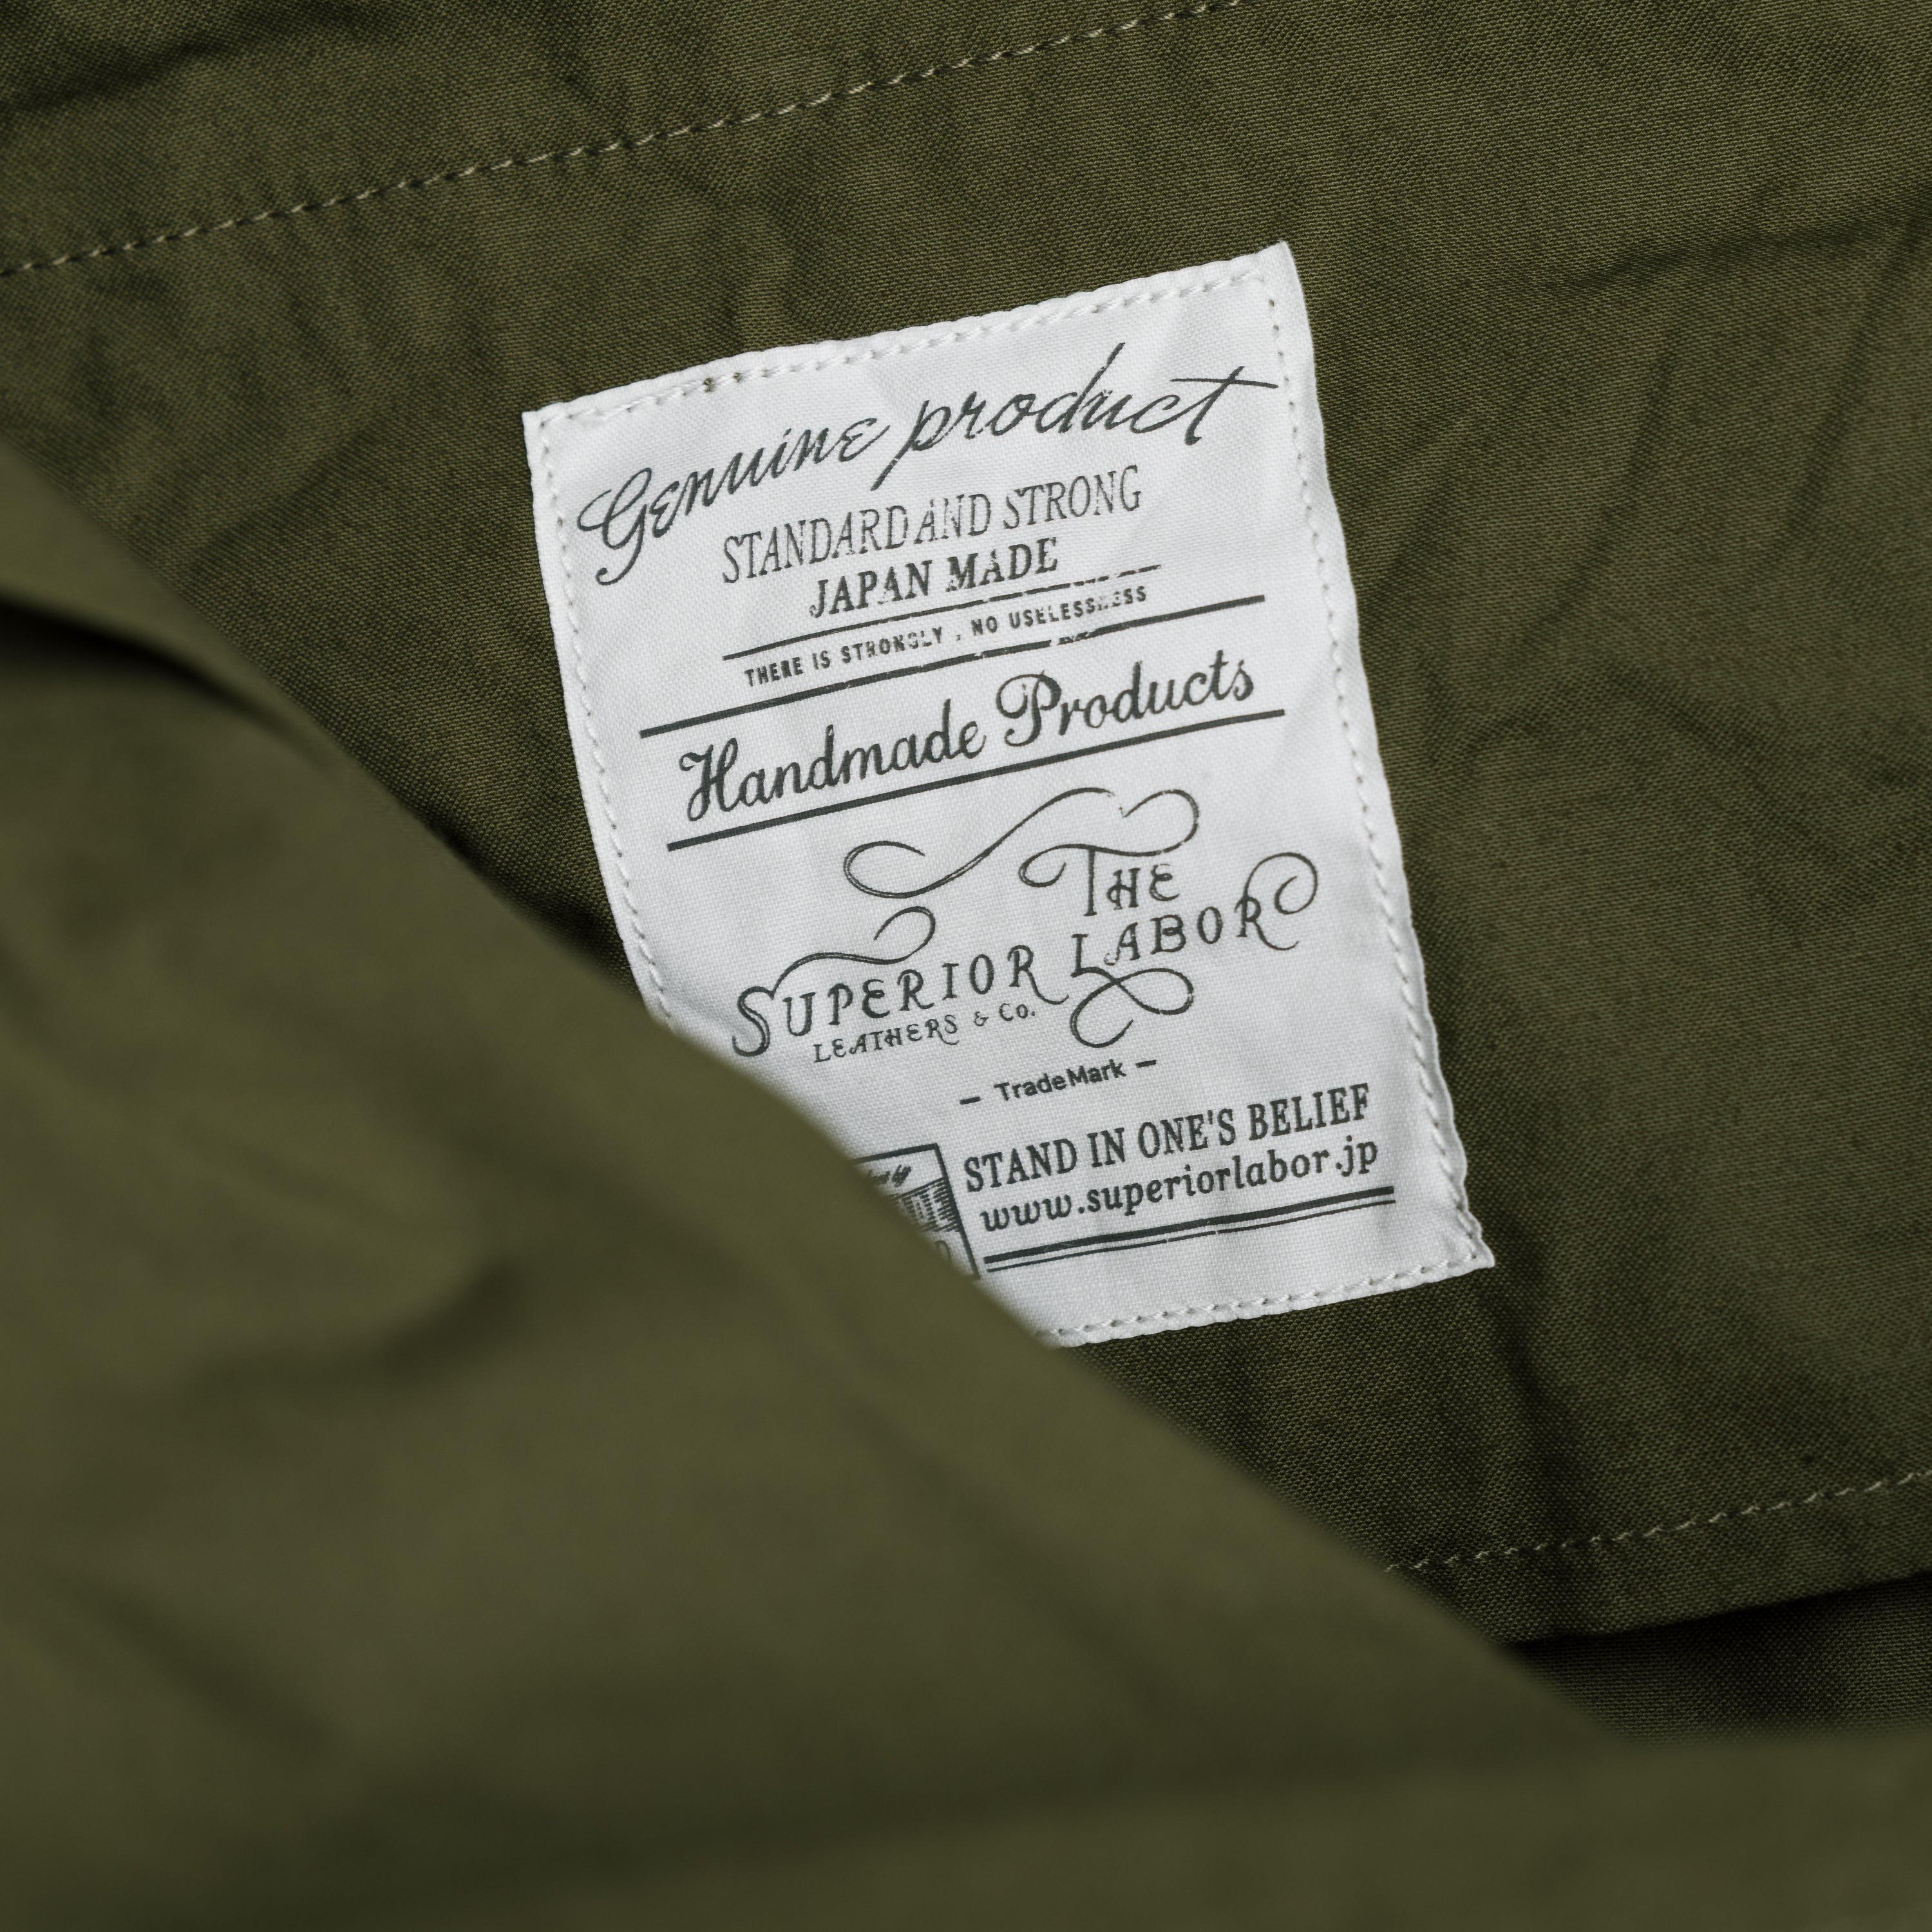 Genuine product
STANDARD AND STRONG
JAPAN MADE
THERE IS STRONGLY . NO USELESSNESS
Handmade Products
THE
SUPERIOR LABOR
LEATHERS & Co.
— TradeMark —
STAND IN ONE'S BELIEF
www.superiorlabor.jp